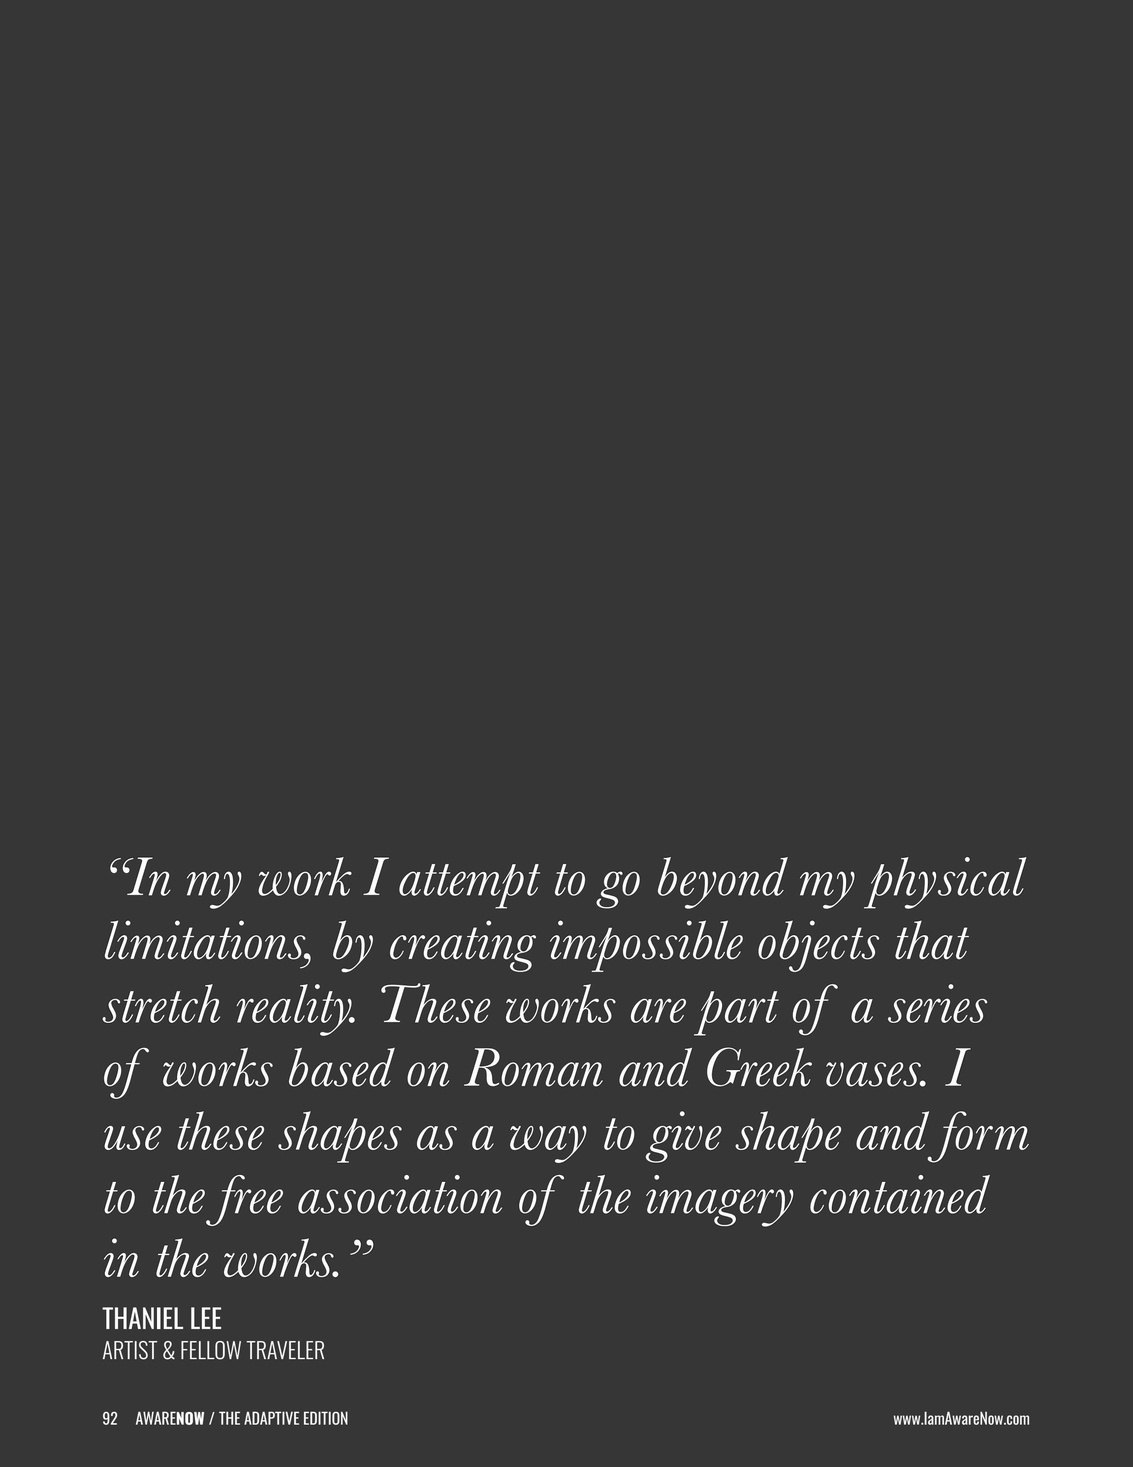 “In my work I attempt to go beyond my physical
limitations, by creating impossible objects that
stretch reality. These works are part of a series
of works based on Roman and Greek vases. I
use these shapes as a way to give shape and form
to the free association of the imagery contained
in the works.”
THANIEL LEE
ARTIST & FELLOW TRAVELER
92 AWARENOW / THE ADAPTIVE EDITION
www.IamAwareNow.com